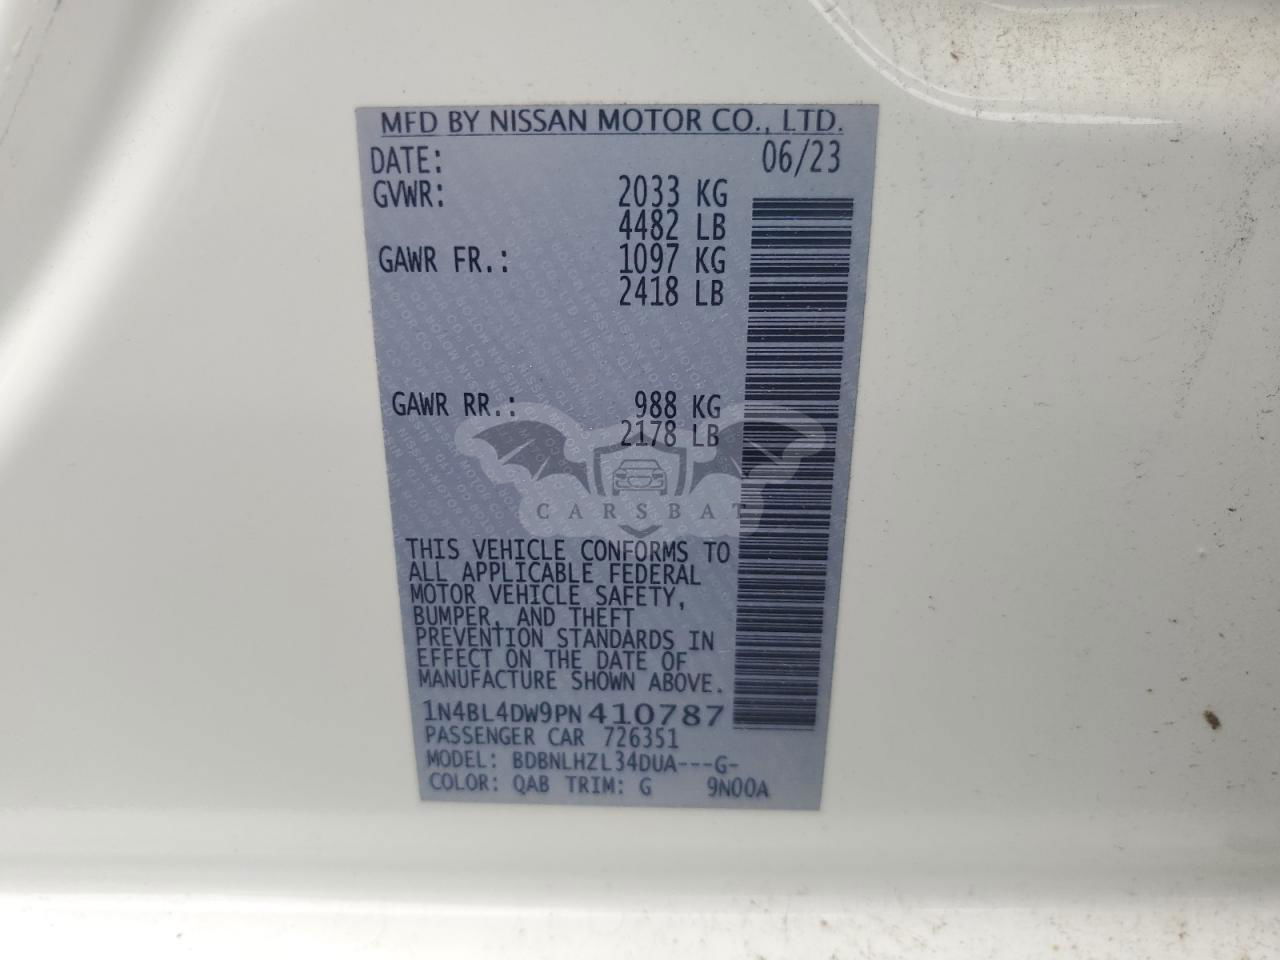 MFD BY NISSAN MOTOR CO., LTD.
DATE: 06/23
GVWR: 2033 KG
4482 LB
GAWR FR.: 1097 KG
2418 LB
GAWR RR.: 988 KG
2178 LB
CARSBAT
THIS VEHICLE CONFORMS TO
ALL APPLICABLE FEDERAL
MOTOR VEHICLE SAFETY,
BUMPER, AND THEFT
PREVENTION STANDARDS IN
EFFECT ON THE DATE OF
MANUFACTURE SHOWN ABOVE.
1N4BL4DW9PN410787
PASSENGER CAR 726351
MODEL: BDBNLHZL34DUA---G-
COLOR: QAB TRIM: G 9N00A